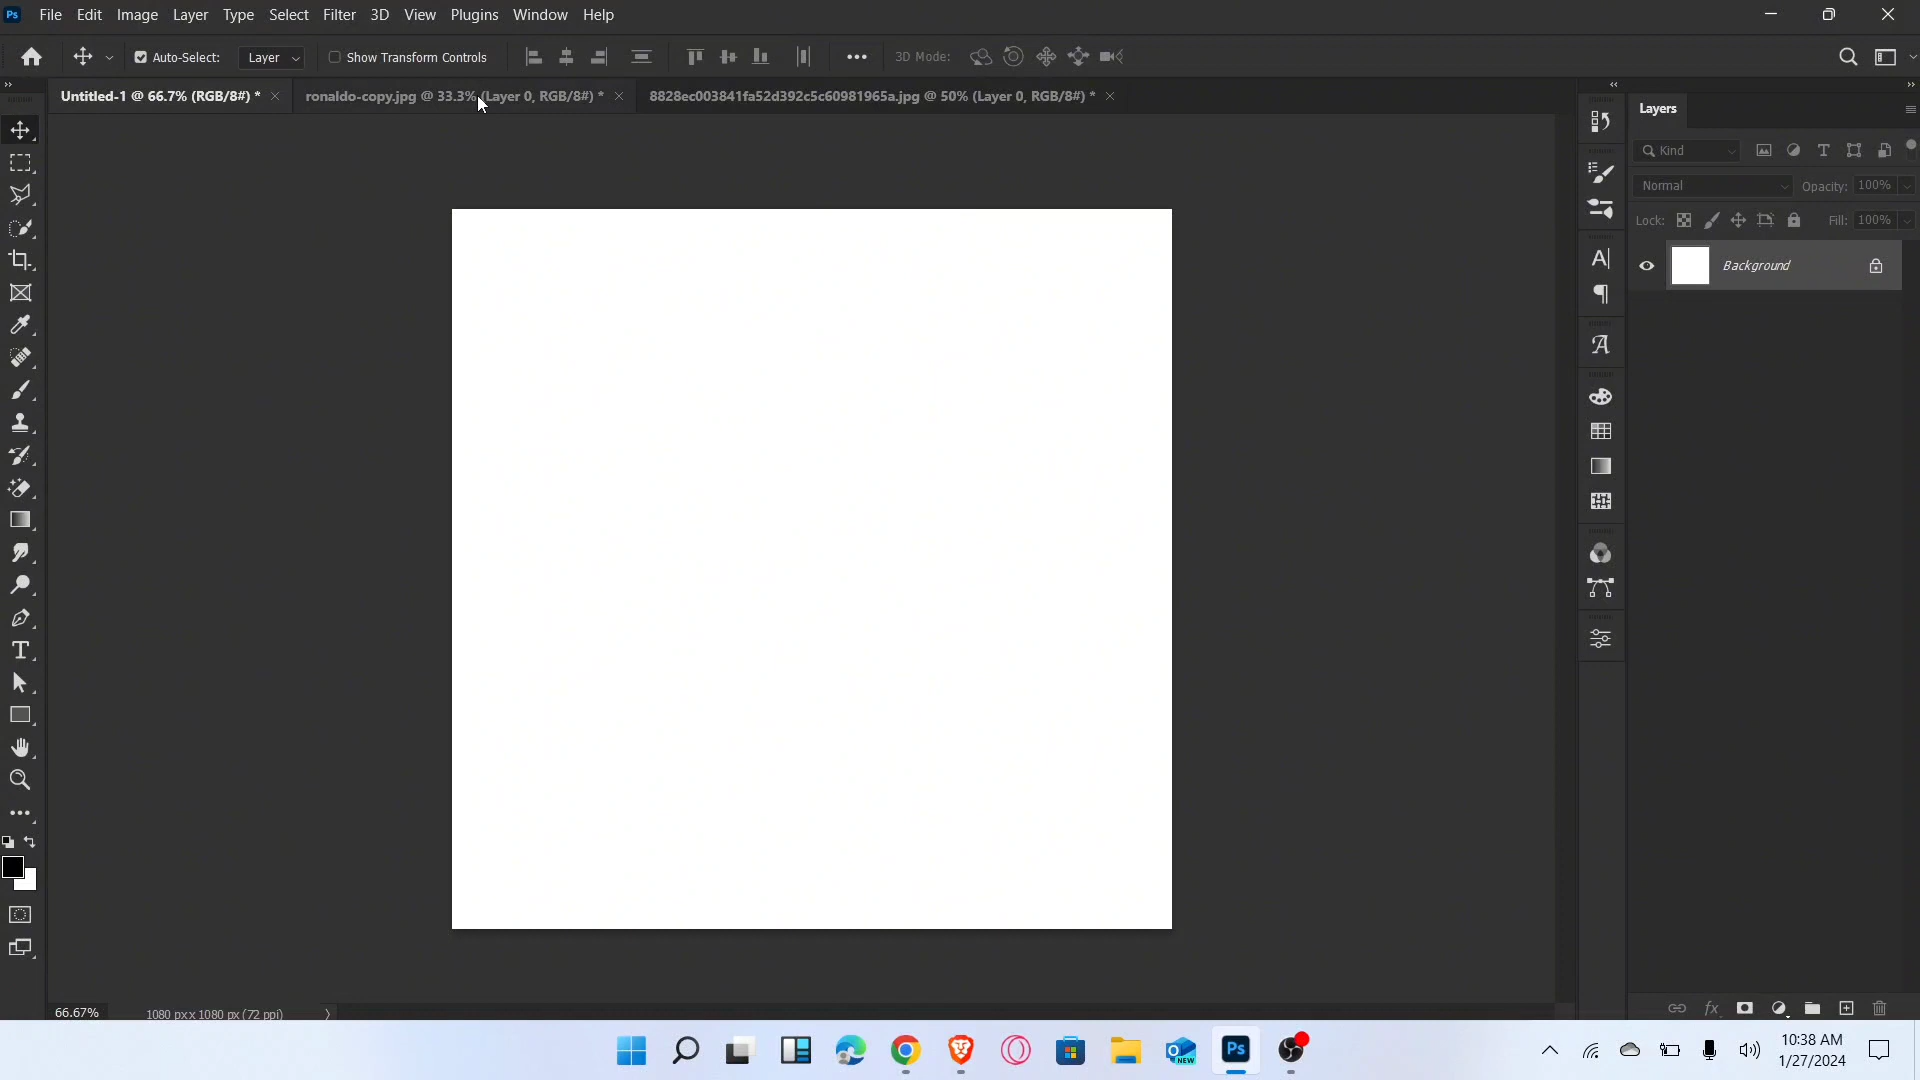 Ps File Edit Image Layer Type Select Filter 3D View Plugins Window Help
Auto-Select: Layer Show Transform Controls 3D Mode:
Untitled-1 @ 66.7% (RGB/8#) * ronaldo-copy.jpg @ 33.3% (Layer 0, RGB/8#) * 8828ec003841fa52d392c5c60981965a.jpg @ 50% (Layer 0, RGB/8#) *
Layers
Kind
Normal Opacity: 100%
Lock: Fill: 100%
Background
66.67% 1080 px x 1080 px (72 ppi)
NEW
Ps
10:38 AM
1/27/2024